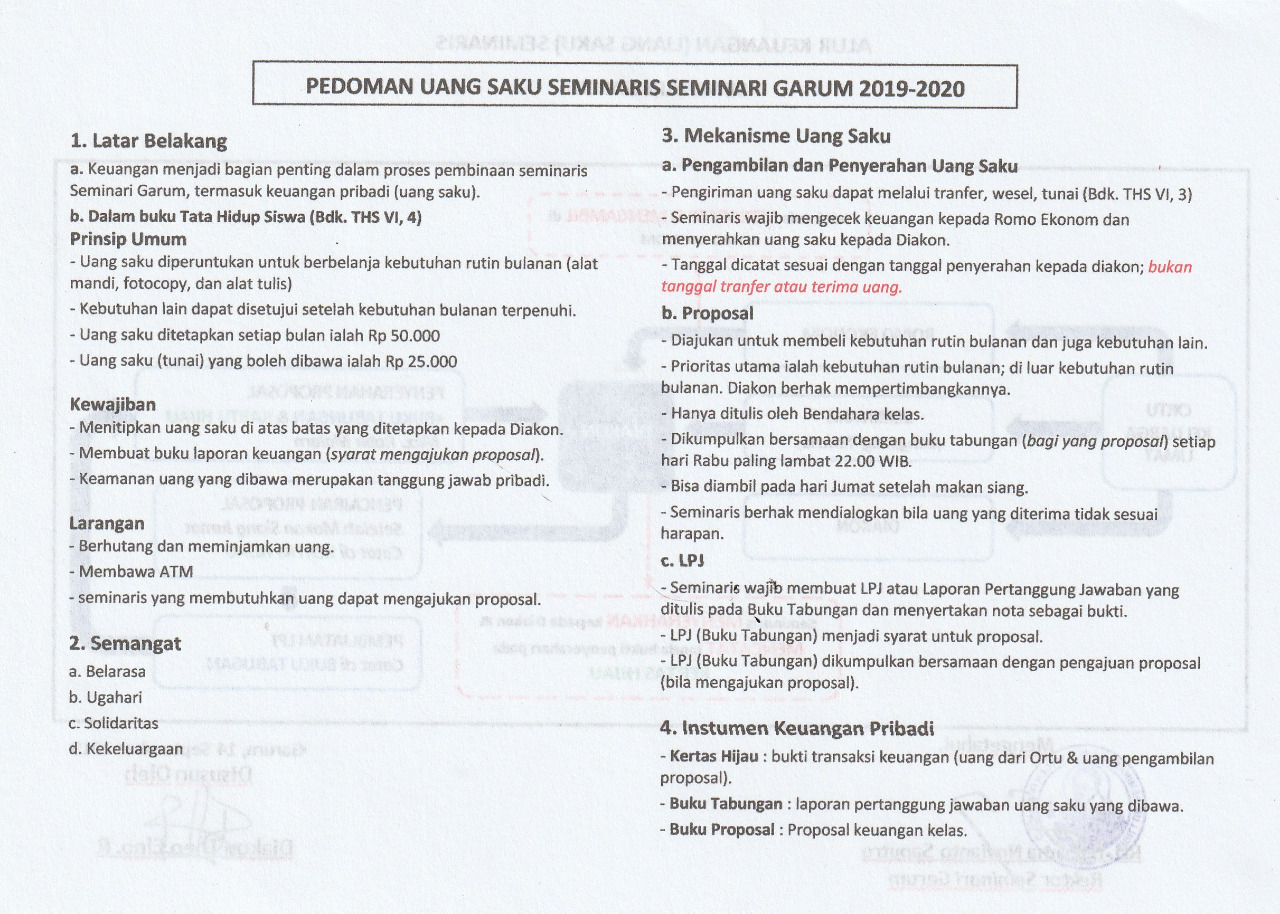 PEDOMAN UANG SAKU SEMINARIS SEMINARI GARUM 2019-2020
1. Latar Belakang
a. Keuangan menjadi bagian penting dalam proses pembinaan seminaris
Seminari Garum, termasuk keuangan pribadi (uang saku).
b. Dalam buku Tata Hidup Siswa (Bdk. THS VI, 4)
Prinsip Umum
- Uang saku diperuntukan untuk berbelanja kebutuhan rutin bulanan (alat
mandi, fotocopy, dan alat tulis)
- Kebutuhan lain dapat disetujui setelah kebutuhan bulanan terpenuhi.
- Uang saku ditetapkan setiap bulan ialah Rp 50.000
- Uang saku (tunai) yang boleh dibawa ialah Rp 25.000
Kewajiban
- Menitipkan uang saku di atas batas yang ditetapkan kepada Diakon.
- Membuat buku laporan keuangan (syarat mengajukan proposal).
- Keamanan uang yang dibawa merupakan tanggung jawab pribadi.
Larangan
- Berhutang dan meminjamkan uang.
- Membawa ATM
- seminaris yang membutuhkan uang dapat mengajukan proposal.
2. Semangat
a. Belarasa
b. Ugahari
c. Solidaritas
d. Kekeluargaan
3. Mekanisme Uang Saku
a. Pengambilan dan Penyerahan Uang Saku
- Pengiriman uang saku dapat melalui tranfer, wesel, tunai (Bdk. THS VI, 3)
- Seminaris wajib mengecek keuangan kepada Romo Ekonom dan
menyerahkan uang saku kepada Diakon.
- Tanggal dicatat sesuai dengan tanggal penyerahan kepada diakon; bukan
tanggal tranfer atau terima uang.
b. Proposal
- Diajukan untuk membeli kebutuhan rutin bulanan dan juga kebutuhan lain.
- Prioritas utama ialah kebutuhan rutin bulanan; di luar kebutuhan rutin
bulanan. Diakon berhak mempertimbangkannya.
- Hanya ditulis oleh Bendahara kelas.
- Dikumpulkan bersamaan dengan buku tabungan (bagi yang proposal) setiap
hari Rabu paling lambat 22.00 WIB.
- Bisa diambil pada hari Jumat setelah makan siang.
- Seminaris berhak mendialogkan bila uang yang diterima tidak sesuai
harapan.
c. LPJ
- Seminaris wajib membuat LPJ atau Laporan Pertanggung Jawaban yang
ditulis pada Buku Tabungan dan menyertakan nota sebagai bukti.
- LPJ (Buku Tabungan) menjadi syarat untuk proposal.
- LPJ (Buku Tabungan) dikumpulkan bersamaan dengan pengajuan proposal
(bila mengajukan proposal).
4. Instumen Keuangan Pribadi
- Kertas Hijau : bukti transaksi keuangan (uang dari Ortu & uang pengambilan
proposal).
- Buku Tabungan : laporan pertanggung jawaban uang saku yang dibawa.
- Buku Proposal : Proposal keuangan kelas.